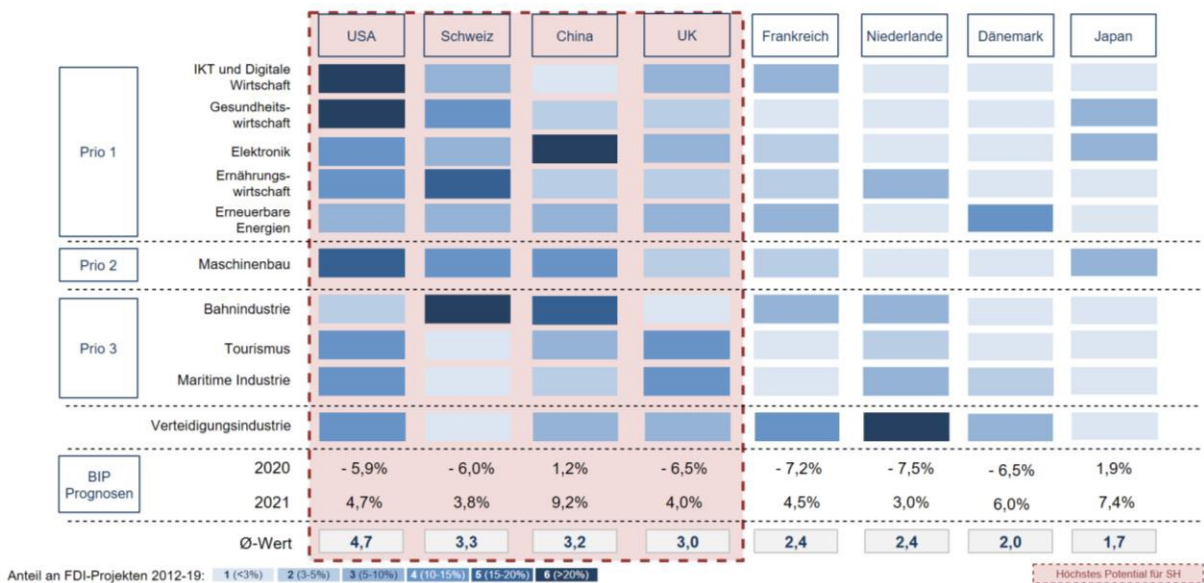 USA Schweiz China UK Frankreich Niederlande Dänemark Japan
Prio 1
IKT und Digitale
Wirtschaft
Gesundheits-
wirtschaft
Elektronik
Ernährungs-
wirtschaft
Erneuerbare
Energien
Prio 2
Maschinenbau
Prio 3
Bahnindustrie
Tourismus
Maritime Industrie
Verteidigungsindustrie
BIP
Prognosen
2020 - 5,9% - 6,0% 1,2% - 6,5% - 7,2% - 7,5% - 6,5% 1,9%
2021 4,7% 3,8% 9,2% 4,0% 4,5% 3,0% 6,0% 7,4%
Ø-Wert 4,7 3,3 3,2 3,0 2,4 2,4 2,0 1,7
Anteil an FDI-Projekten 2012-19: 1 (<3%) 2 (3-5%) 3 (5-10%) 4 (10-15%) 5 (15-20%) 6 (>20%)
Höchstes Potential für SH